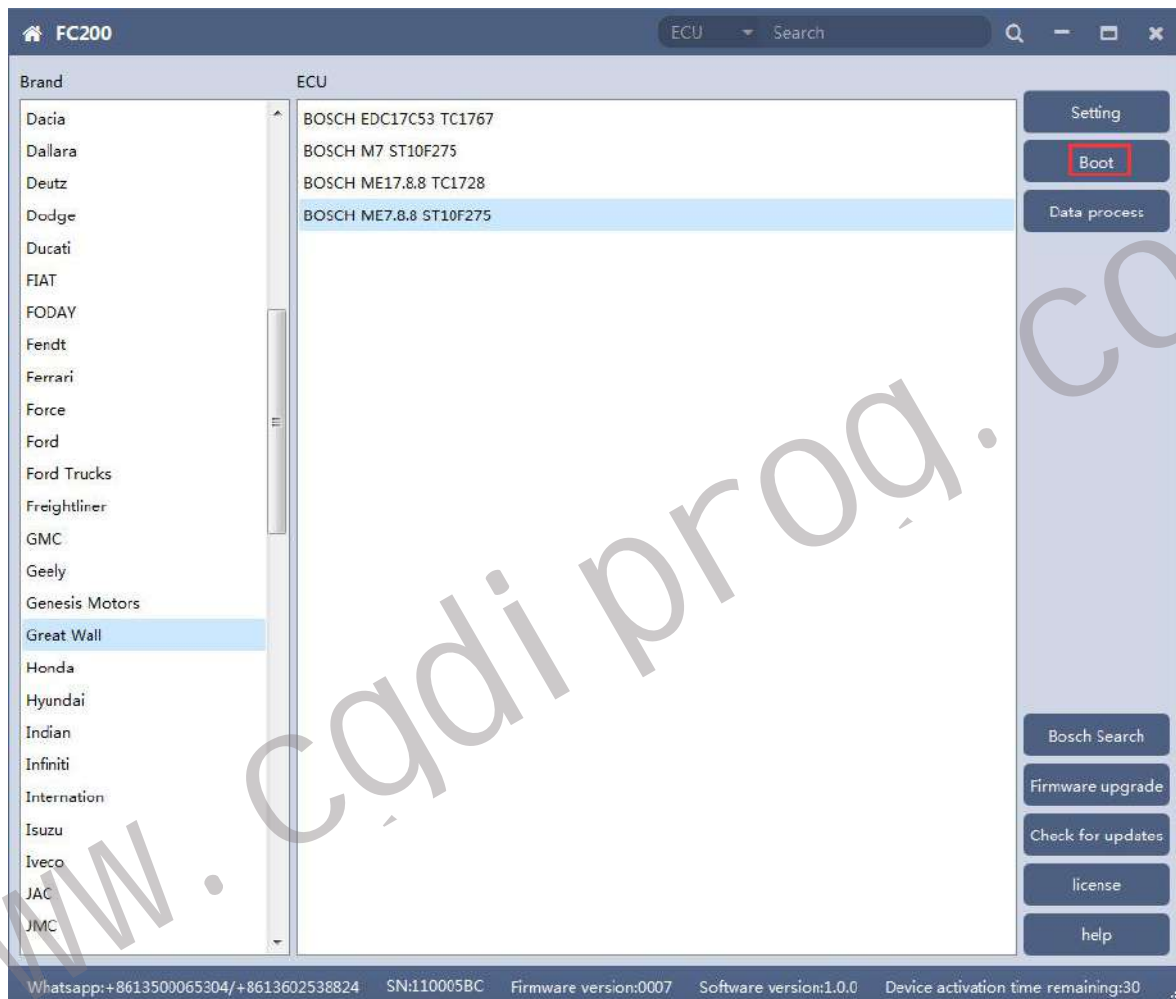 FC200
ECU Search
Brand
ECU
Dacia
Dallara
Deutz
Dodge
Ducati
FIAT
FODAY
Fendt
Ferrari
Force
Ford
Ford Trucks
Freightliner
GMC
Geely
Genesis Motors
Great Wall
Honda
Hyundai
Indian
Infiniti
Internation
Isuzu
Iveco
JAC
JMC
BOSCH EDC17C53 TC1767
BOSCH M7 ST10F275
BOSCH ME17.8.8 TC1728
BOSCH ME7.8.8 ST10F275
Setting
Boot
Data process
Bosch Search
Firmware upgrade
Check for updates
license
help
Whatsapp:+8613500065304/+8613602538824 SN:110005BC Firmware version:0007 Software version:1.0.0 Device activation time remaining:30
www.cgdiprog.co